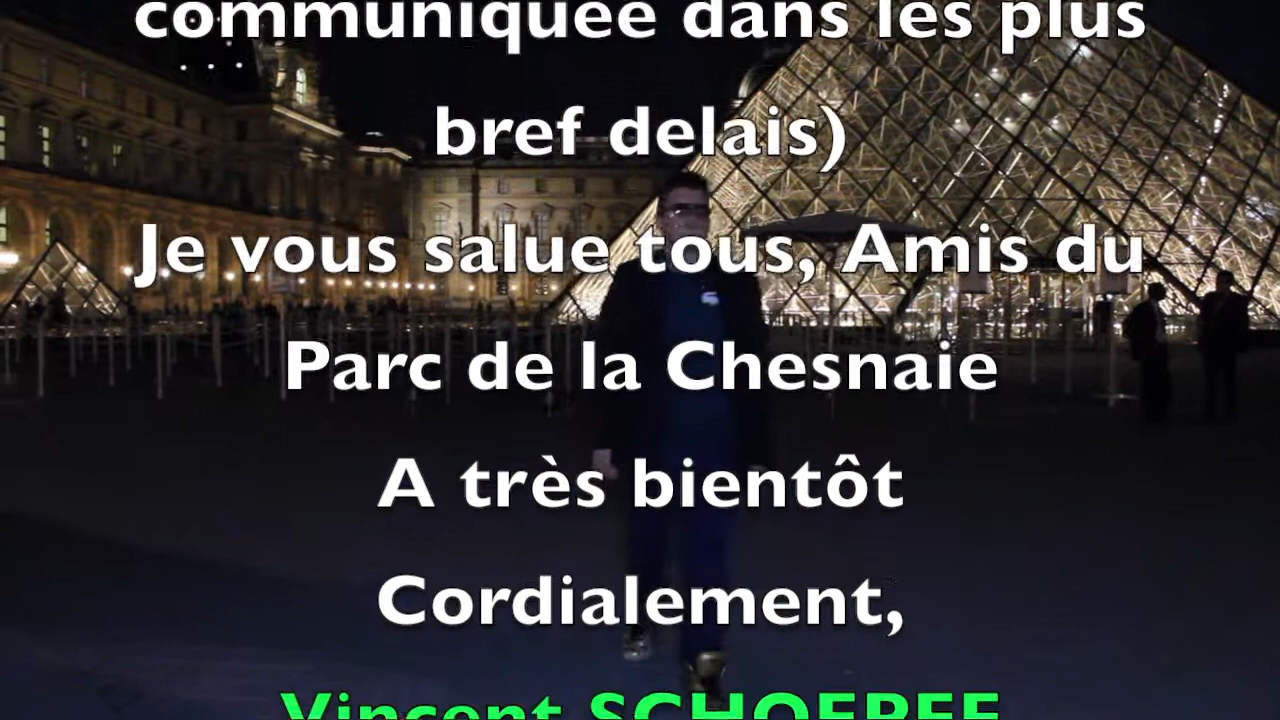 communiquée dans les plus
bref delais)
Je vous salue tous, Amis du
Parc de la Chesnaie
A très bientôt
Cordialement,
Vincent